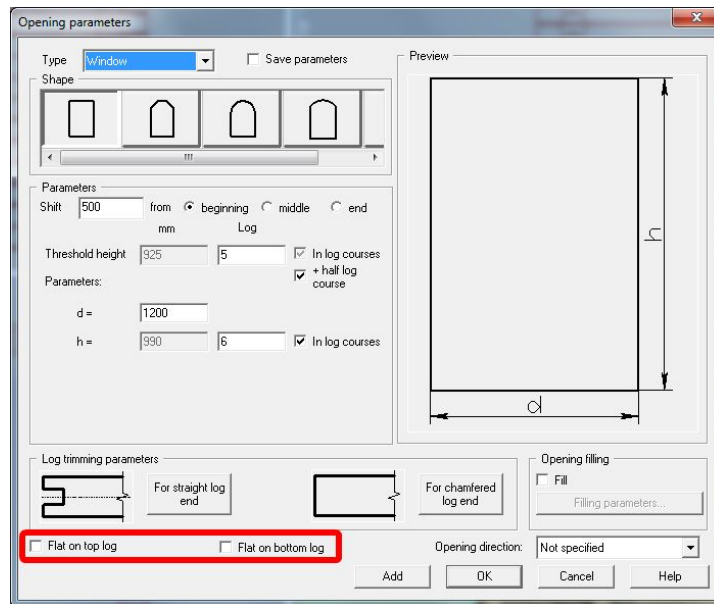 Opening parameters
Type Window Save parameters
Shape
Preview
h
d
Parameters
Shift 500 from beginning middle end
mm Log
Threshold height 925 5 In log courses
+ half log
course
Parameters:
d = 1200
h = 990 6 In log courses
Log trimming parameters
For straight log
end
For chamfered
log end
Opening filling
Fill
Filling parameters...
Flat on top log Flat on bottom log Opening direction: Not specified
Add OK Cancel Help